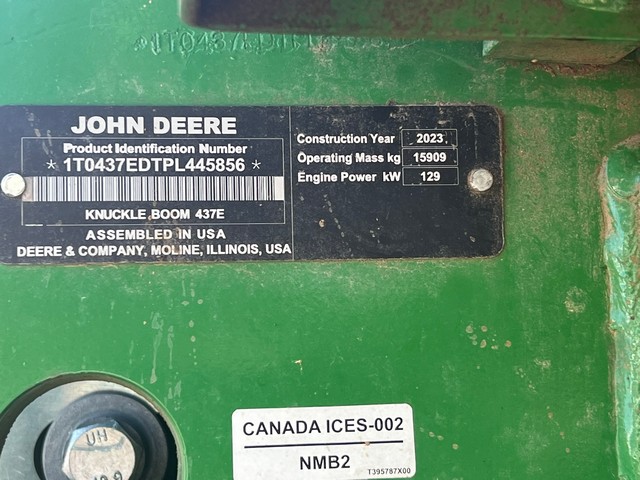 JOHN DEERE
Product Identification Number
* 1T0437EDTPL445856 *
KNUCKLE BOOM 437E
ASSEMBLED IN USA
DEERE & COMPANY, MOLINE, ILLINOIS, USA
Construction Year 2023
Operating Mass kg 15909
Engine Power kW 129
CANADA ICES-002
NMB2
T395787X00
UH